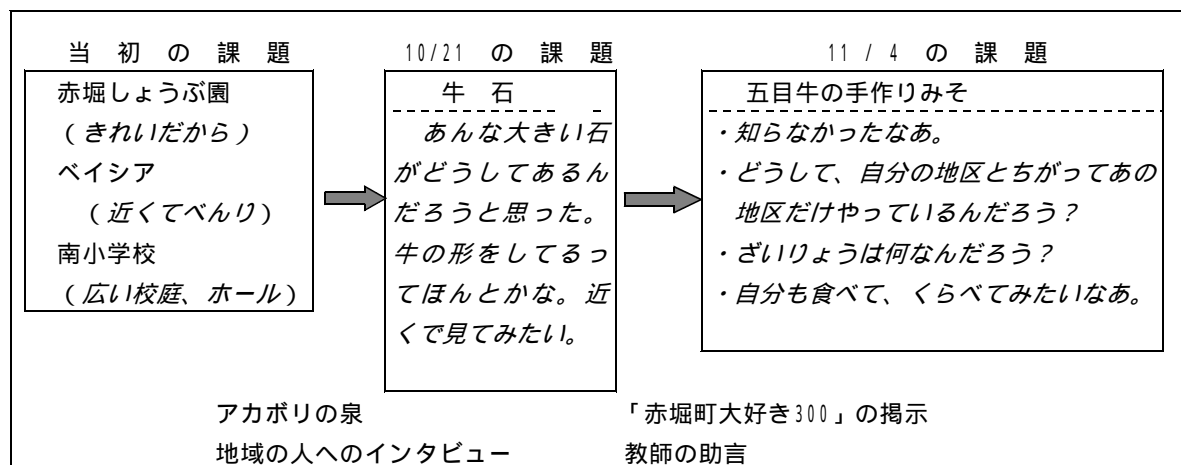 当初の課題
赤堀しょうぶ園
（きれいだから）
ベイシア
（近くてべんり）
南小学校
（広い校庭、ホール）
10/21 の課題
牛石
あんな大きい石
がどうしてあるん
だろうと思った。
牛の形をしてるっ
てほんとかな。近
くで見てみたい。
11/4の課題
五目牛の手作りみそ
・知らなかったなあ。
・どうして、自分の地区とちがってあの
地区だけやっているんだろう？
・ざいりょうは何なんだろう？
・自分も食べて、くらべてみたいなあ。
アカボリの泉
地域の人へのインタビュー
「赤堀町大好き300」の掲示
教師の助言